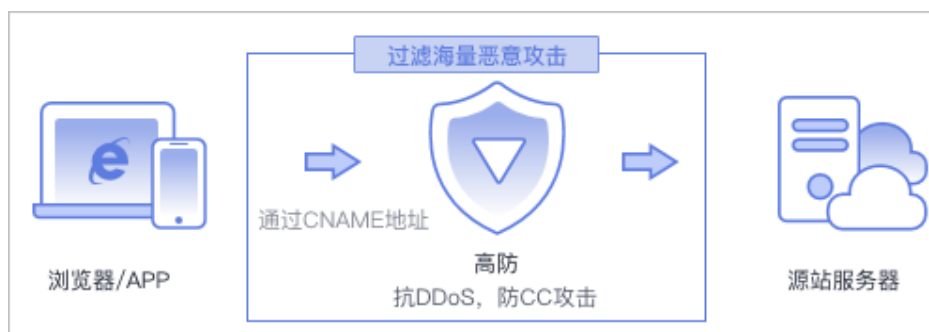 过滤海量恶意攻击
通过CNAME地址
浏览器/APP
高防
抗DDoS，防CC攻击
源站服务器